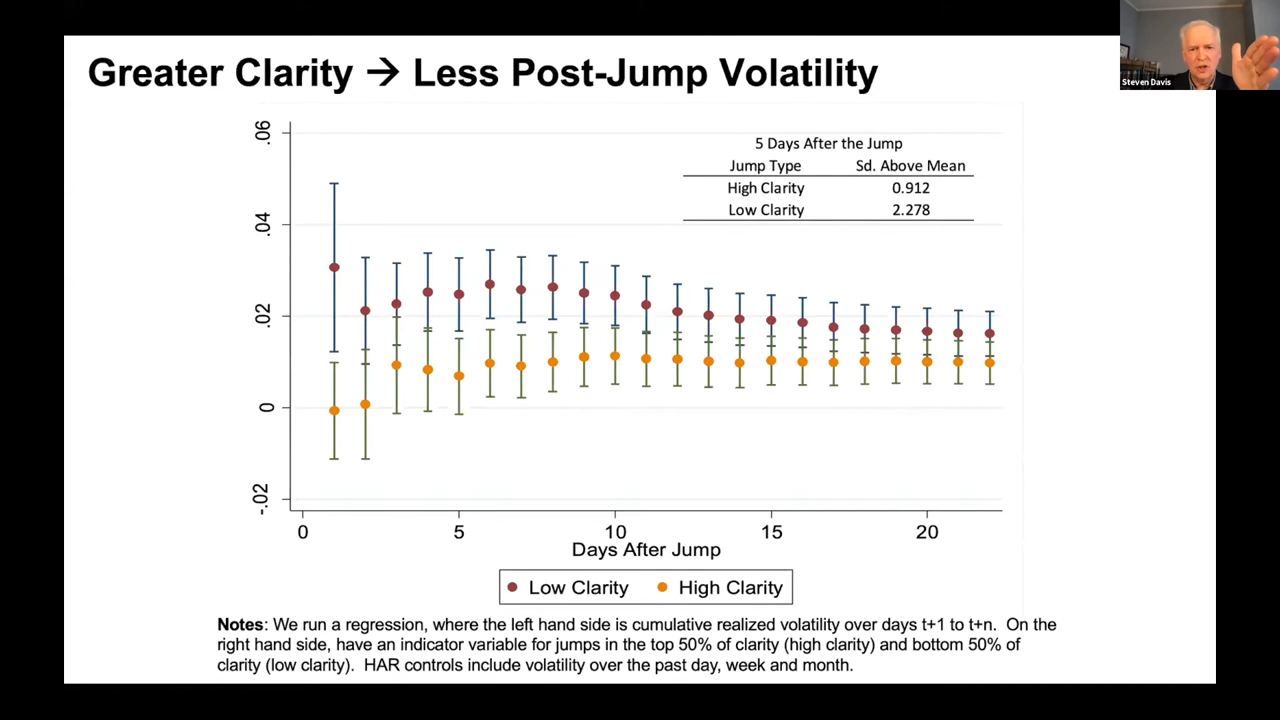 Greater Clarity → Less Post-Jump Volatility
Steven Davis
5 Days After the Jump
Jump Type Sd. Above Mean
High Clarity 0.912
Low Clarity 2.278
.06
.04
.02
0
-.02
0 5 10 15 20
Days After Jump
Low Clarity High Clarity
Notes: We run a regression, where the left hand side is cumulative realized volatility over days t+1 to t+n. On the
right hand side, have an indicator variable for jumps in the top 50% of clarity (high clarity) and bottom 50% of
clarity (low clarity). HAR controls include volatility over the past day, week and month.